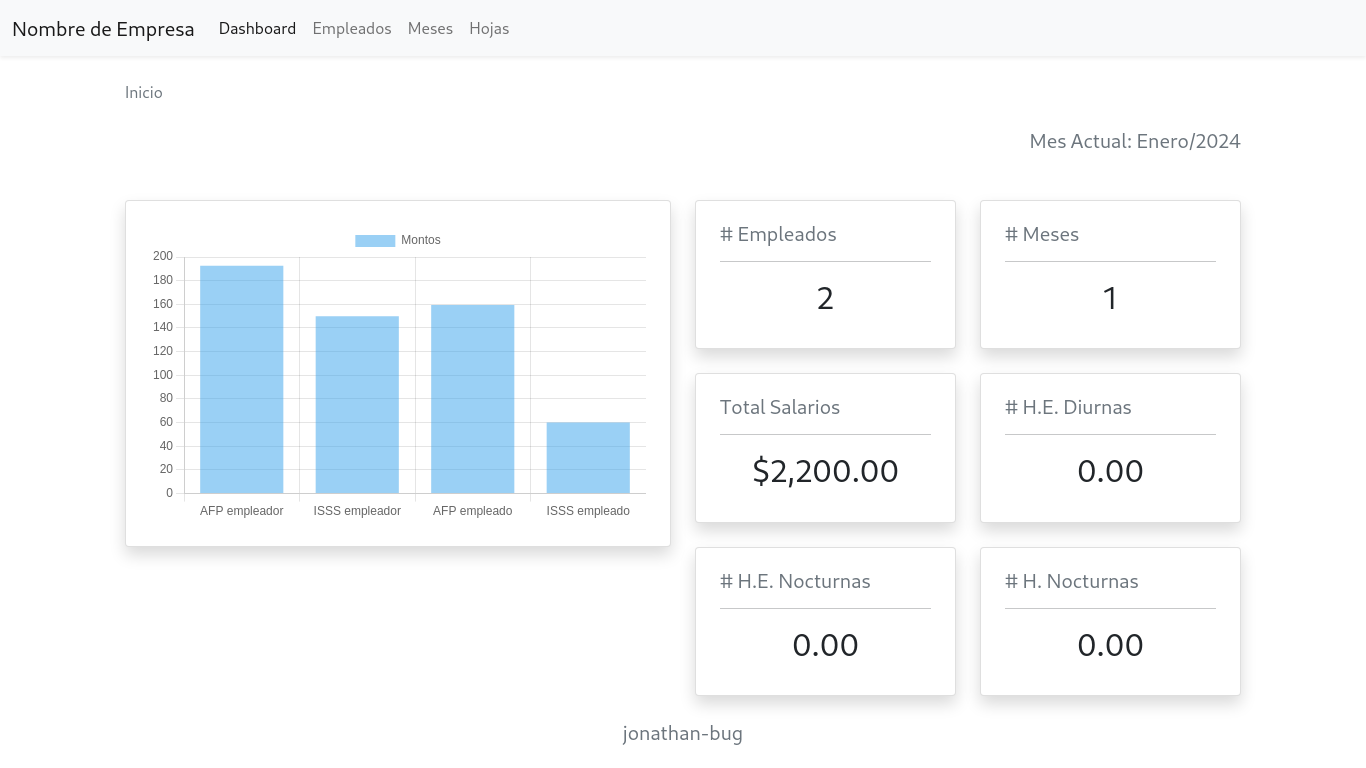 Nombre de Empresa Dashboard Empleados Meses Hojas
Inicio
Mes Actual: Enero/2024
Montos
200
180
160
140
120
100
80
60
40
20
0
AFP empleador ISSS empleador AFP empleado ISSS empleado
# Empleados
2
# Meses
1
Total Salarios
$2,200.00
# H.E. Diurnas
0.00
# H.E. Nocturnas
0.00
# H. Nocturnas
0.00
jonathan-bug